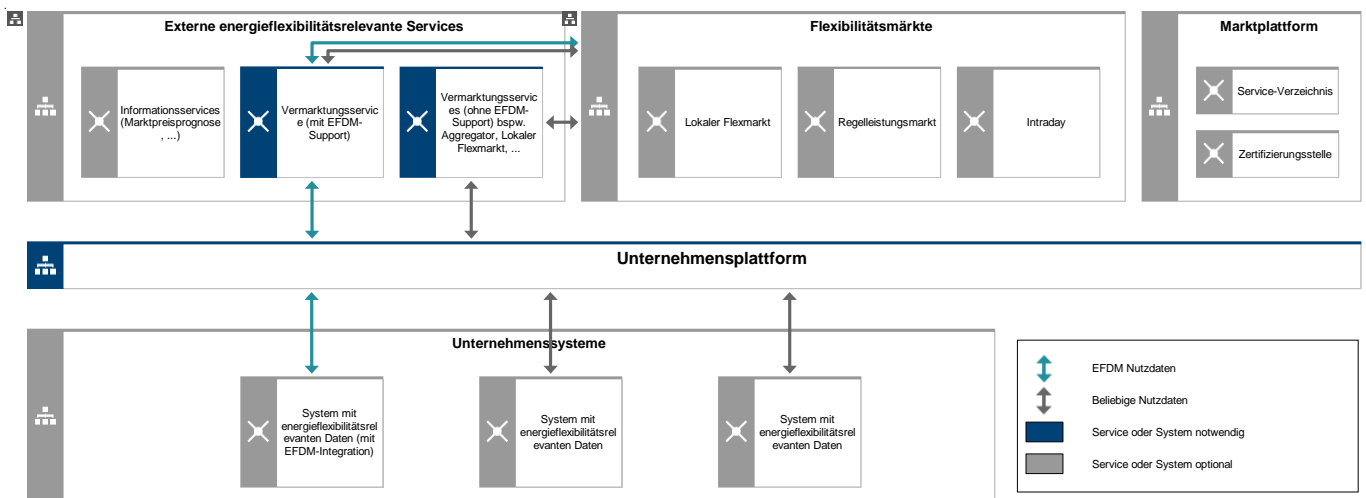 Externe energieflexibilitätsrelevante Services
Informationsservices
(Marktpreisprognose
, ...)
Vermarktungsservic
e (mit EFDM-
Support)
Vermarktungsservic
es (ohne EFDM-
Support) bspw.
Aggregator, Lokaler
Flexmarkt, ...
Flexibilitätsmärkte
Lokaler Flexmarkt
Regelleistungsmarkt
Intraday
Marktplattform
Service-Verzeichnis
Zertifizierungsstelle
Unternehmensplattform
Unternehmenssysteme
System mit
energieflexibilitätsrel
evanten Daten (mit
EFDM-Integration)
System mit
energieflexibilitätsrel
evanten Daten
System mit
energieflexibilitätsrel
evanten Daten
EFDM Nutzdaten
Beliebige Nutzdaten
Service oder System notwendig
Service oder System optional